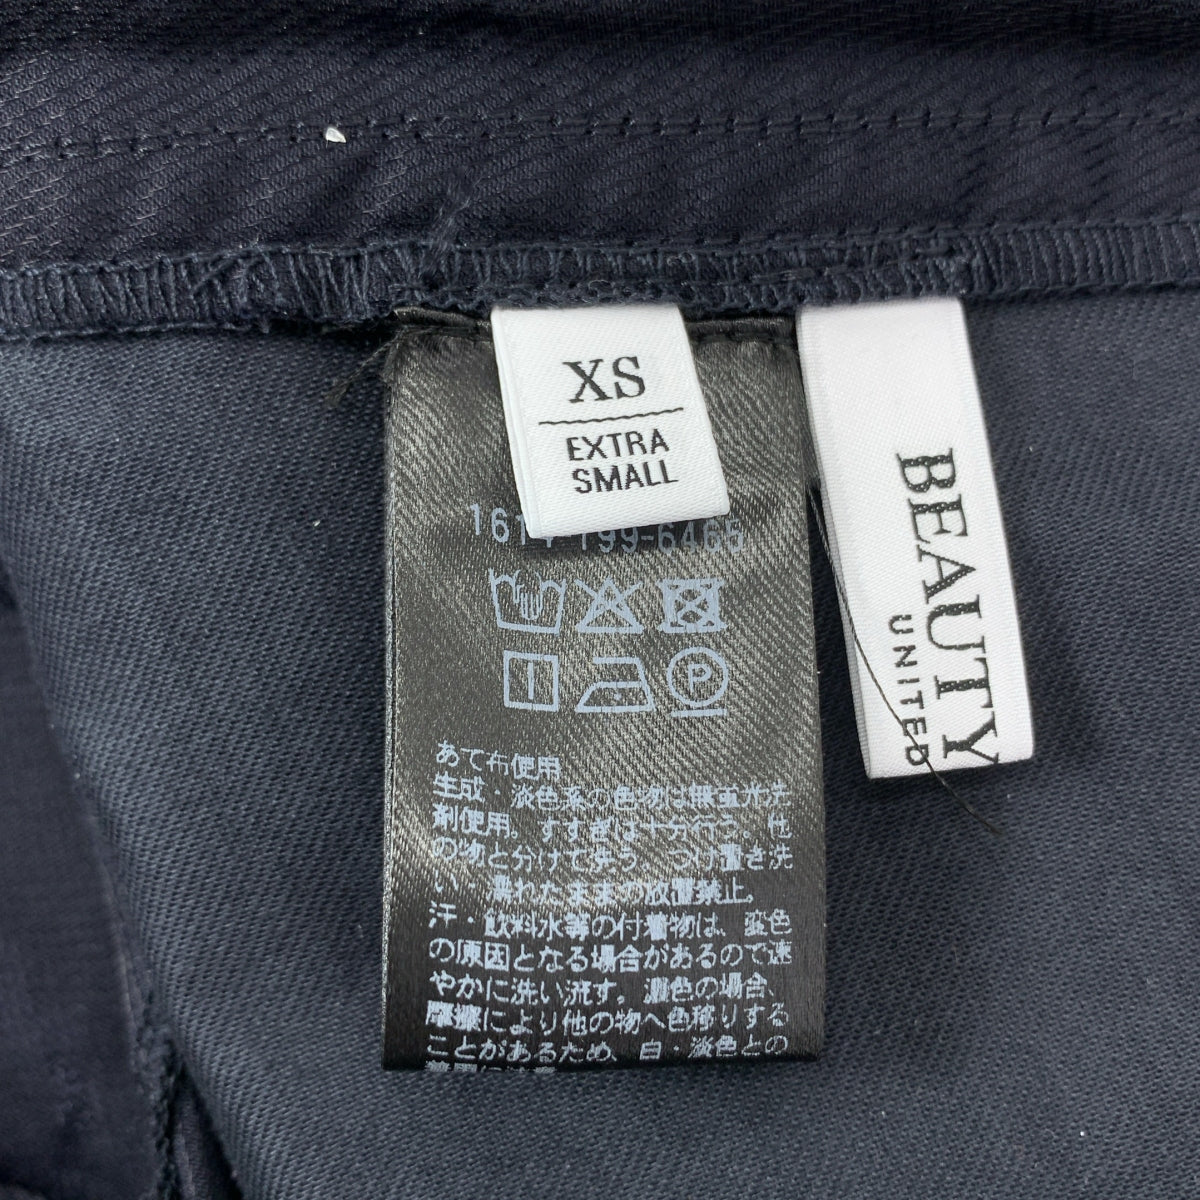 XS
EXTRA
SMALL
BEAUTY
UNITED
P
あて布使用
生成・淡色系の色物は無蛍光洗
剤使用。すすぎは十分行う。他
の物と分けて洗う。つけ置き洗
い・濡れたままの放置禁止。
汗・飲料水等の付着物は、変色
の原因となる場合があるので速
やかに洗い流す。濃色の場合、
摩擦により他の物へ色移りする
ことがあるため、白・淡色との